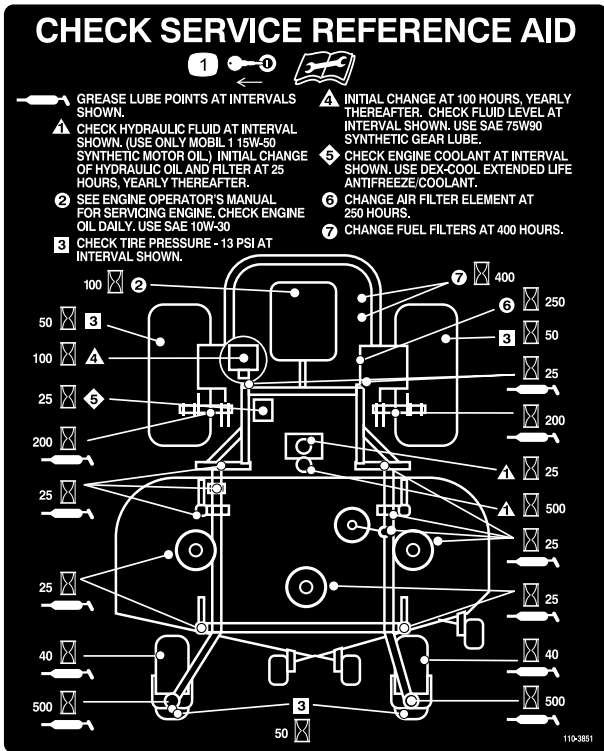 CHECK SERVICE REFERENCE AID
1
GREASE LUBE POINTS AT INTERVALS
SHOWN.
1 CHECK HYDRAULIC FLUID AT INTERVAL
SHOWN. (USE ONLY MOBIL 1 15W-50
SYNTHETIC MOTOR OIL.) INITIAL CHANGE
OF HYDRAULIC OIL AND FILTER AT 25
HOURS, YEARLY THEREAFTER.
2 SEE ENGINE OPERATOR'S MANUAL
FOR SERVICING ENGINE. CHECK ENGINE
OIL DAILY. USE SAE 10W-30
3 CHECK TIRE PRESSURE - 13 PSI AT
INTERVAL SHOWN.
4 INITIAL CHANGE AT 100 HOURS, YEARLY
THEREAFTER. CHECK FLUID LEVEL AT
INTERVAL SHOWN. USE SAE 75W90
SYNTHETIC GEAR LUBE.
5 CHECK ENGINE COOLANT AT INTERVAL
SHOWN. USE DEX-COOL EXTENDED LIFE
ANTIFREEZE/COOLANT.
6 CHANGE AIR FILTER ELEMENT AT
250 HOURS.
7 CHANGE FUEL FILTERS AT 400 HOURS.
100 2
7 400
6 250
50 3
3 50
100 4
25
25 5
200
200
1 25
25
1 500
25
25
25
40
40
500
3
500
50
110-3851